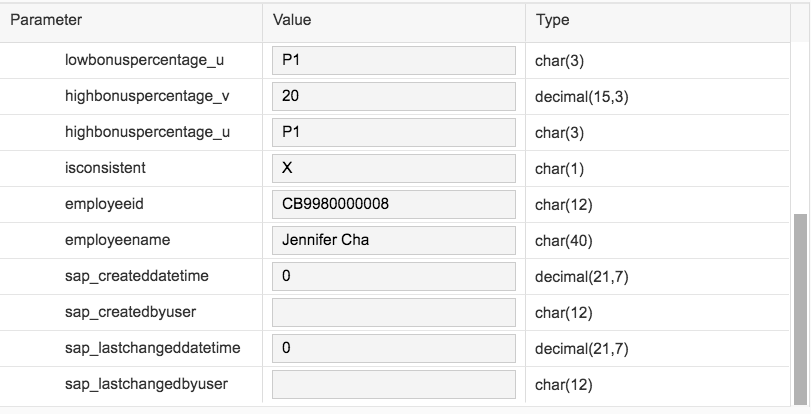 Parameter Value Type
lowbonuspercentage_u P1 char(3)
highbonuspercentage_v 20 decimal(15,3)
highbonuspercentage_u P1 char(3)
isconsistent X char(1)
employeeid CB9980000008 char(12)
employeename Jennifer Cha char(40)
sap_createddatetime 0 decimal(21,7)
sap_createdbyuser char(12)
sap_lastchangeddatetime 0 decimal(21,7)
sap_lastchangedbyuser char(12)